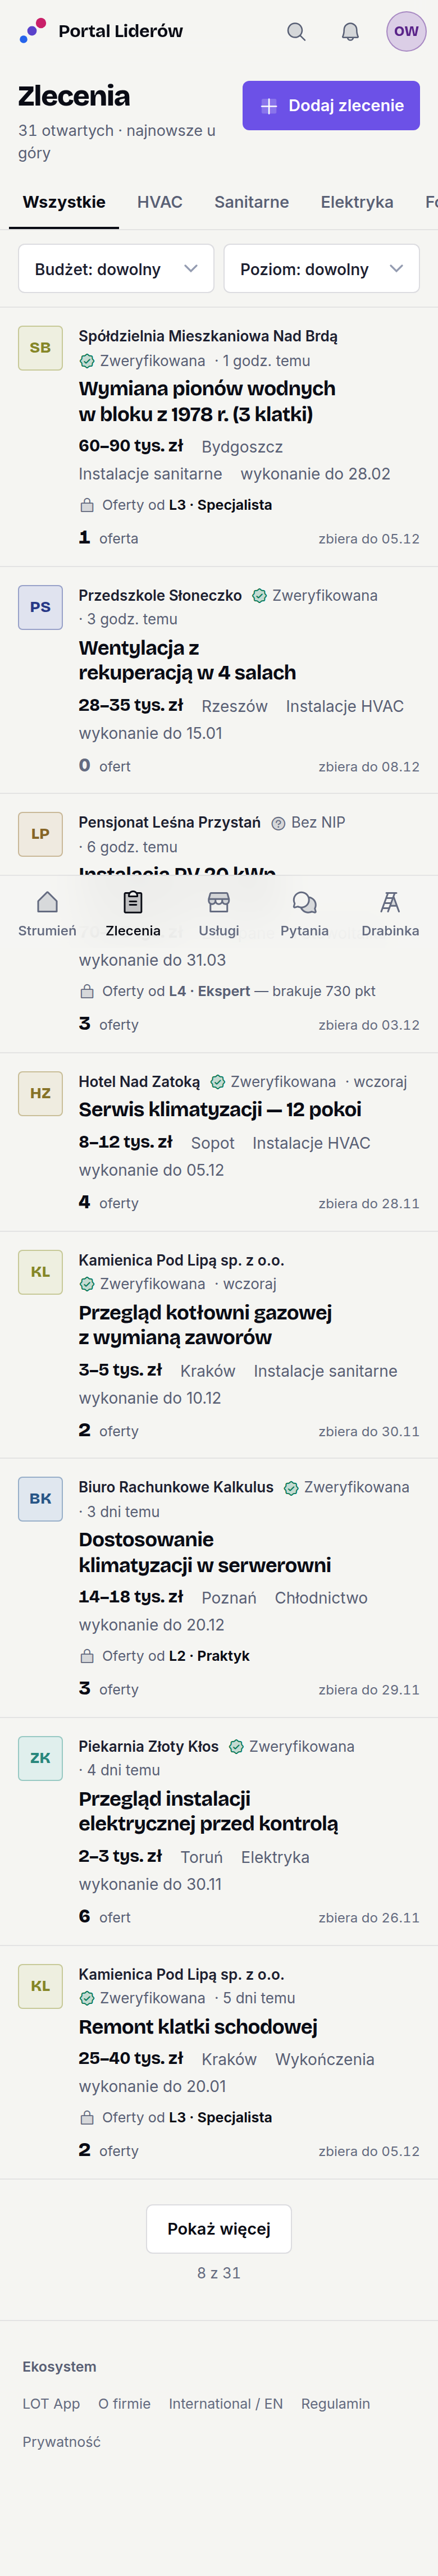 Portal Liderów
OW
Zlecenia
31 otwartych · najnowsze u
góry
Dodaj zlecenie
Wszystkie
HVAC
Sanitarne
Elektryka
Budżet: dowolny
Poziom: dowolny
SB
Spółdzielnia Mieszkaniowa Nad Brdą
Zweryfikowana · 1 godz. temu
Wymiana pionów wodnych
w bloku z 1978 r. (3 klatki)
60–90 tys. zł Bydgoszcz
Instalacje sanitarne wykonanie do 28.02
Oferty od L3 · Specjalista
1 oferta
zbiera do 05.12
PS
Przedszkole Słoneczko Zweryfikowana
· 3 godz. temu
Wentylacja z
rekuperacją w 4 salach
28–35 tys. zł Rzeszów Instalacje HVAC
wykonanie do 15.01
0 ofert
zbiera do 08.12
LP
Pensjonat Leśna Przystań Bez NIP
· 6 godz. temu
Instalacja PV 20 kWp
Strumień
Zlecenia
Usługi
Pytania
Drabinka
wykonanie do 31.03
Oferty od L4 · Ekspert — brakuje 730 pkt
3 oferty
zbiera do 03.12
HZ
Hotel Nad Zatoką Zweryfikowana · wczoraj
Serwis klimatyzacji — 12 pokoi
8–12 tys. zł Sopot Instalacje HVAC
wykonanie do 05.12
4 oferty
zbiera do 28.11
KL
Kamienica Pod Lipą sp. z o.o.
Zweryfikowana · wczoraj
Przegląd kotłowni gazowej
z wymianą zaworów
3–5 tys. zł Kraków Instalacje sanitarne
wykonanie do 10.12
2 oferty
zbiera do 30.11
BK
Biuro Rachunkowe Kalkulus Zweryfikowana
· 3 dni temu
Dostosowanie
klimatyzacji w serwerowni
14–18 tys. zł Poznań Chłodnictwo
wykonanie do 20.12
Oferty od L2 · Praktyk
3 oferty
zbiera do 29.11
ZK
Piekarnia Złoty Kłos Zweryfikowana
· 4 dni temu
Przegląd instalacji
elektrycznej przed kontrolą
2–3 tys. zł Toruń Elektryka
wykonanie do 30.11
6 ofert
zbiera do 26.11
KL
Kamienica Pod Lipą sp. z o.o.
Zweryfikowana · 5 dni temu
Remont klatki schodowej
25–40 tys. zł Kraków Wykończenia
wykonanie do 20.01
Oferty od L3 · Specjalista
2 oferty
zbiera do 05.12
Pokaż więcej
8 z 31
Ekosystem
LOT App O firmie International / EN Regulamin
Prywatność